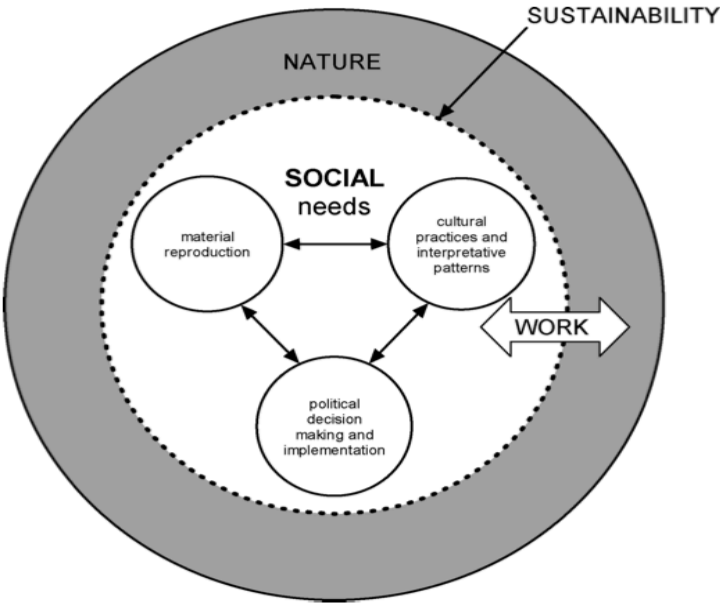 SUSTAINABILITY
NATURE
SOCIAL
needs
material
reproduction
cultural
practices and
interpretative
patterns
WORK
political
decision
making and
implementation